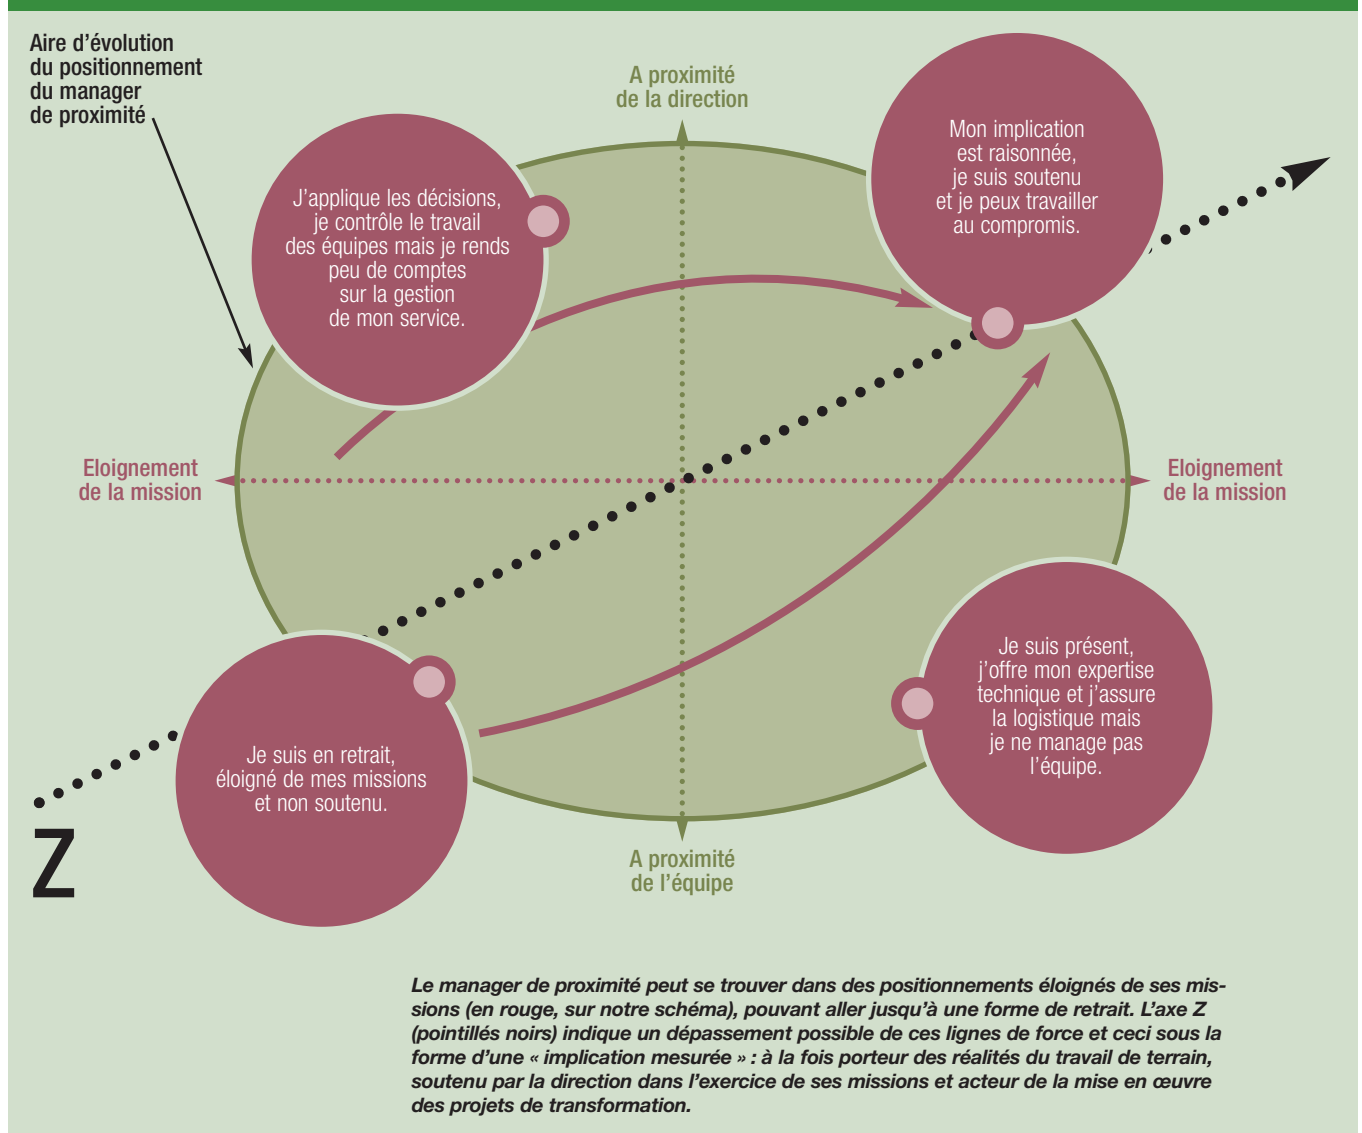 Aire d’évolution
du positionnement
du manager
de proximité
A proximité
de la direction
J’applique les décisions,
je contrôle le travail
des équipes mais je rends
peu de comptes
sur la gestion
de mon service.
Mon implication
est raisonnée,
je suis soutenu
et je peux travailler
au compromis.
Eloignement
de la mission
Eloignement
de la mission
Je suis en retrait,
éloigné de mes missions
et non soutenu.
Je suis présent,
j’offre mon expertise
technique et j’assure
la logistique mais
je ne manage pas
l’équipe.
Z
A proximité
de l’équipe
Le manager de proximité peut se trouver dans des positionnements éloignés de ses mis-
sions (en rouge, sur notre schéma), pouvant aller jusqu’à une forme de retrait. L’axe Z
(pointillés noirs) indique un dépassement possible de ces lignes de force et ceci sous la
forme d’une « implication mesurée » : à la fois porteur des réalités du travail de terrain,
soutenu par la direction dans l’exercice de ses missions et acteur de la mise en œuvre
des projets de transformation.